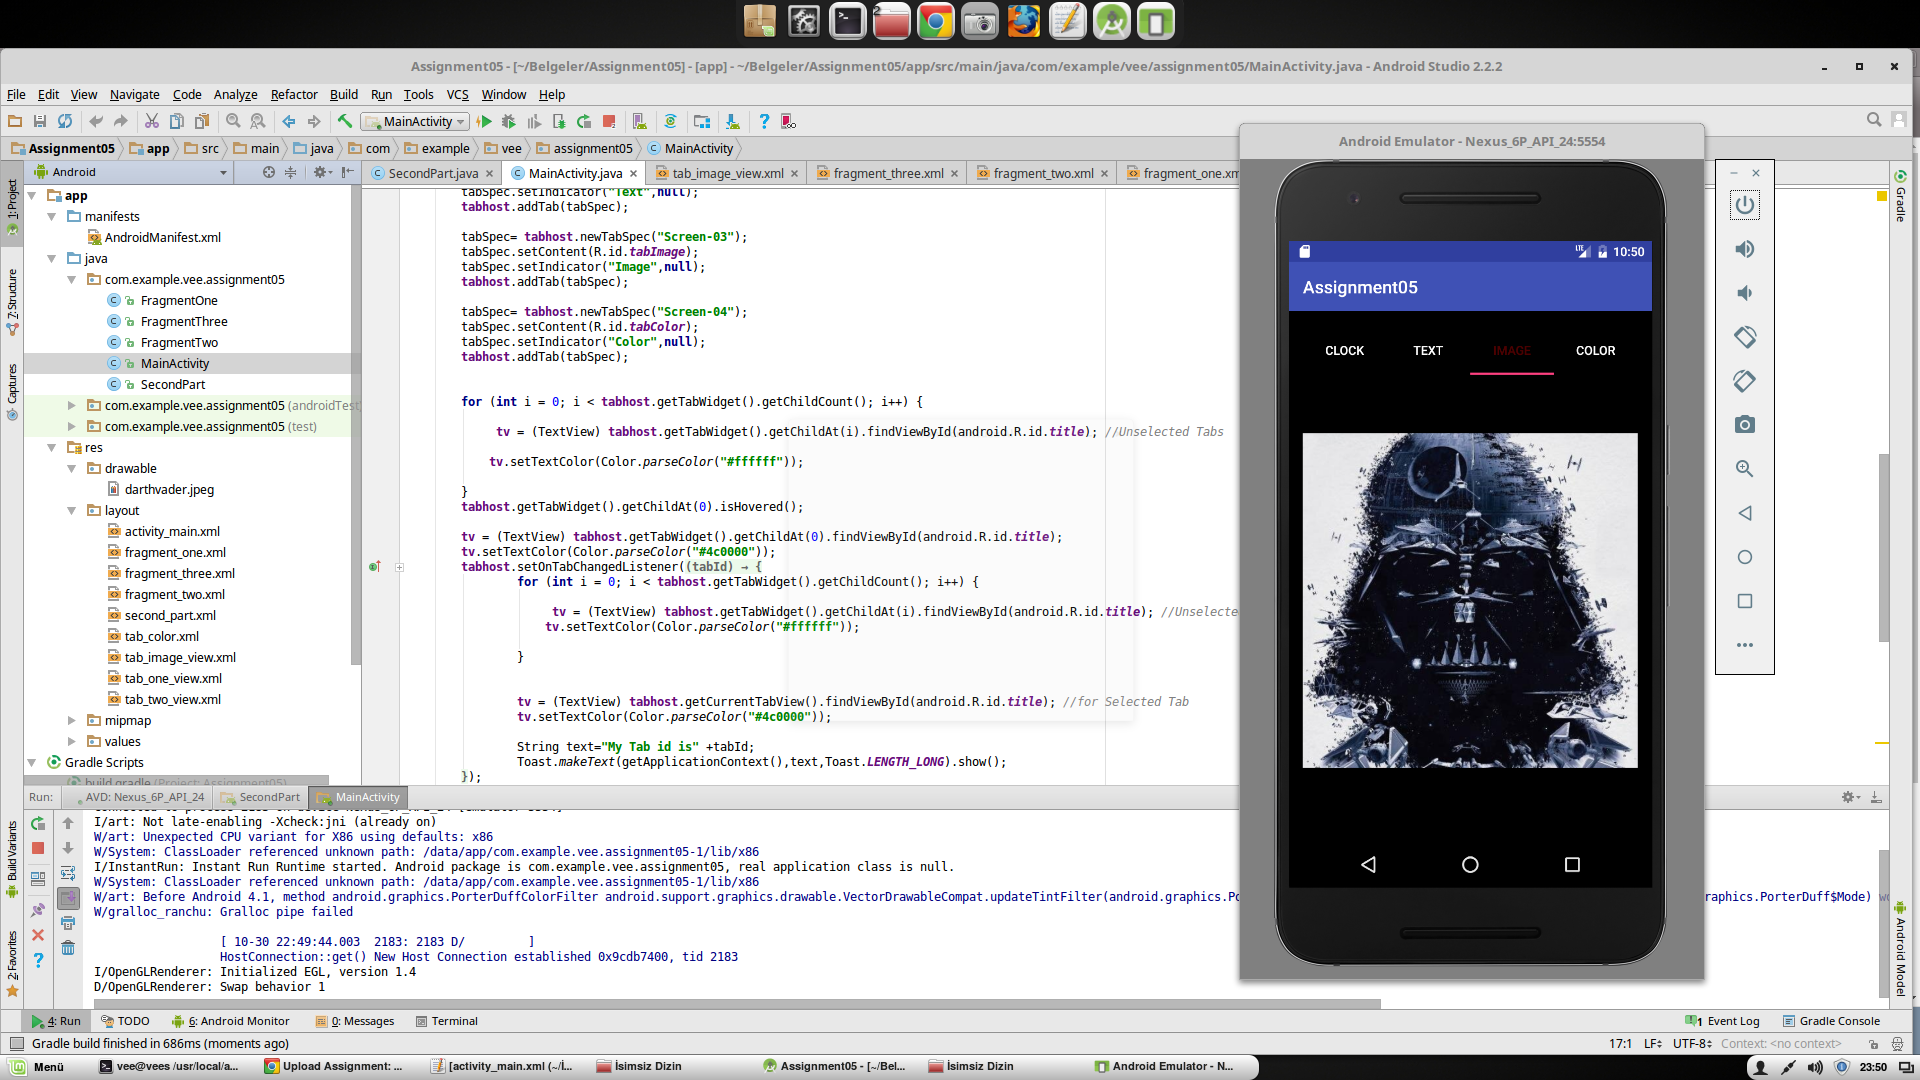 2
Assignment05 - [~/Belgeler/Assignment05] - [app] - ~/Belgeler/Assignment05/app/src/main/java/com/example/vee/assignment05/MainActivity.java - Android Studio 2.2.2
File Edit View Navigate Code Analyze Refactor Build Run Tools VCS Window Help
MainActivity
Assignment05 app src main java com example vee assignment05 MainActivity
Android
SecondPart.java MainActivity.java tab_image_view.xml fragment_three.xml fragment_two.xml fragment_one.xm
1: Project
7: Structure
Captures
Build Variants
2: Favorites
app
manifests
AndroidManifest.xml
java
com.example.vee.assignment05
FragmentOne
FragmentThree
FragmentTwo
MainActivity
SecondPart
com.example.vee.assignment05 (androidTest
com.example.vee.assignment05 (test)
res
drawable
darthvader.jpeg
layout
activity_main.xml
fragment_one.xml
fragment_three.xml
fragment_two.xml
second_part.xml
tab_color.xml
tab_image_view.xml
tab_one_view.xml
tab_two_view.xml
mipmap
values
Gradle Scripts
build.gradle (Project: Assignment05)
tabSpec.setIndicator("Text",null);
tabhost.addTab(tabSpec);
tabSpec= tabhost.newTabSpec("Screen-03");
tabSpec.setContent(R.id.tabImage);
tabSpec.setIndicator("Image",null);
tabhost.addTab(tabSpec);
tabSpec= tabhost.newTabSpec("Screen-04");
tabSpec.setContent(R.id.tabColor);
tabSpec.setIndicator("Color",null);
tabhost.addTab(tabSpec);
for (int i = 0; i < tabhost.getTabWidget().getChildCount(); i++) {
tv = (TextView) tabhost.getTabWidget().getChildAt(i).findViewById(android.R.id.title); //Unselected Tabs
tv.setTextColor(Color.parseColor("#ffffff"));
}
tabhost.getTabWidget().getChildAt(0).isHovered();
tv = (TextView) tabhost.getTabWidget().getChildAt(0).findViewById(android.R.id.title);
tv.setTextColor(Color.parseColor("#4c0000"));
tabhost.setOnTabChangedListener((tabId) → {
for (int i = 0; i < tabhost.getTabWidget().getChildCount(); i++) {
tv = (TextView) tabhost.getTabWidget().getChildAt(i).findViewById(android.R.id.title); //Unselecte
tv.setTextColor(Color.parseColor("#ffffff"));
}
tv = (TextView) tabhost.getCurrentTabView().findViewById(android.R.id.title); //for Selected Tab
tv.setTextColor(Color.parseColor("#4c0000"));
String text="My Tab id is" +tabId;
Toast.makeText(getApplicationContext(),text,Toast.LENGTH_LONG).show();
});
Android Emulator - Nexus_6P_API_24:5554
LTE 10:50
Assignment05
CLOCK TEXT IMAGE COLOR
Gradle
Android Model
Run: AVD: Nexus_6P_API_24 SecondPart MainActivity
I/art: Not late-enabling -Xcheck:jni (already on)
W/art: Unexpected CPU variant for X86 using defaults: x86
W/System: ClassLoader referenced unknown path: /data/app/com.example.vee.assignment05-1/lib/x86
I/InstantRun: Instant Run Runtime started. Android package is com.example.vee.assignment05, real application class is null.
W/System: ClassLoader referenced unknown path: /data/app/com.example.vee.assignment05-1/lib/x86
W/art: Before Android 4.1, method android.graphics.PorterDuffColorFilter android.support.graphics.drawable.VectorDrawableCompat.updateTintFilter(android.graphics.Po raphics.PorterDuff$Mode) wo
W/gralloc_ranchu: Gralloc pipe failed
[ 10-30 22:49:44.003 2183: 2183 D/ ]
HostConnection::get() New Host Connection established 0x9cdb7400, tid 2183
I/OpenGLRenderer: Initialized EGL, version 1.4
D/OpenGLRenderer: Swap behavior 1
4: Run TODO 6: Android Monitor 0: Messages Terminal 1 Event Log Gradle Console
Gradle build finished in 686ms (moments ago) 17:1 LF UTF-8 Context: <no context>
Menü vee@vees /usr/local/a... Upload Assignment: ... [activity_main.xml (~/İ... İsimsiz Dizin Assignment05 - [~/Bel... İsimsiz Dizin Android Emulator - N... 23:50